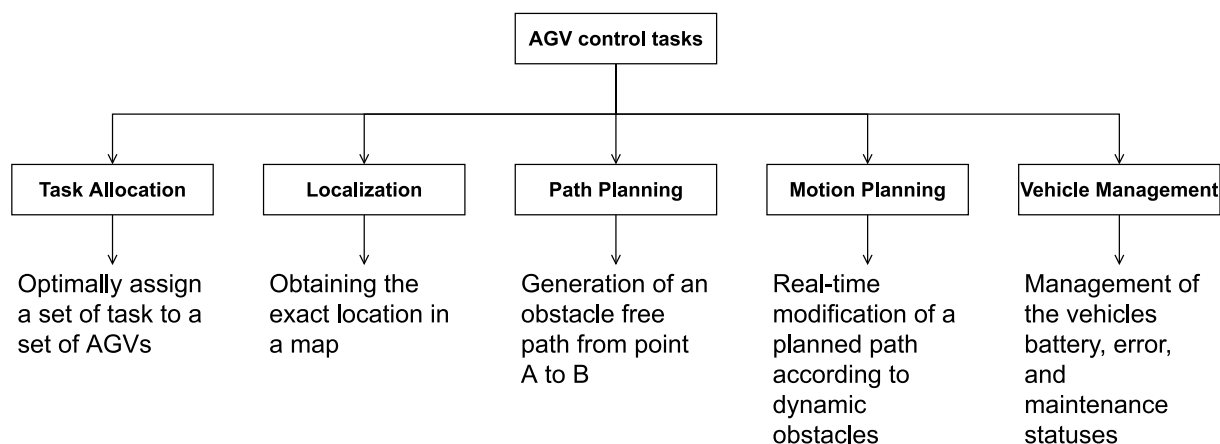 AGV control tasks
Task Allocation
Localization
Path Planning
Motion Planning
Vehicle Management
Optimally assign
a set of task to a
set of AGVs
Obtaining the
exact location in
a map
Generation of an
obstacle free
path from point
A to B
Real-time
modification of a
planned path
according to
dynamic
obstacles
Management of
the vehicles
battery, error,
and
maintenance
statuses